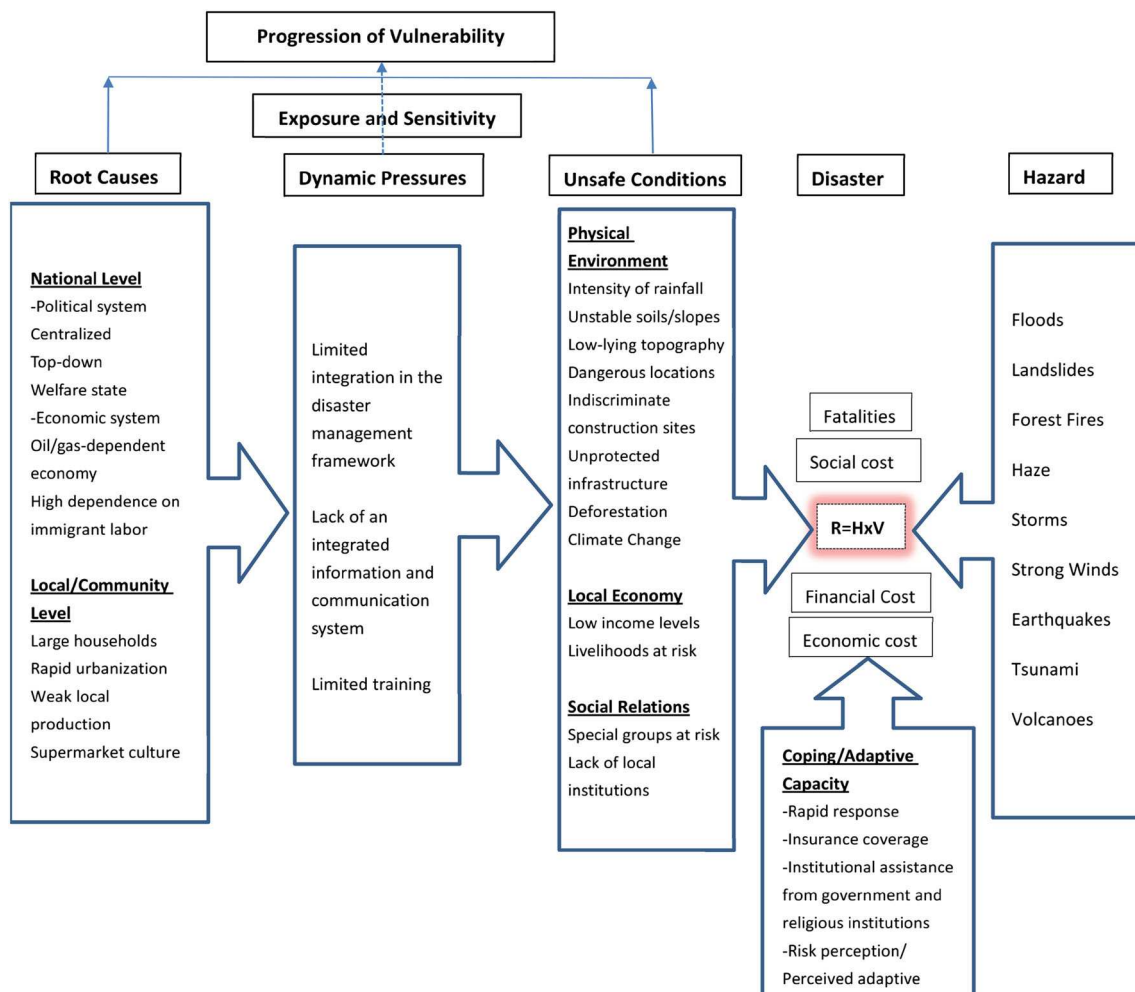 Progression of Vulnerability
Exposure and Sensitivity
Root Causes
Dynamic Pressures
Unsafe Conditions
Disaster
Hazard
National Level
-Political system
Centralized
Top-down
Welfare state
-Economic system
Oil/gas-dependent
economy
High dependence on
immigrant labor
Local/Community
Level
Large households
Rapid urbanization
Weak local
production
Supermarket culture
Limited
integration in the
disaster
management
framework
Lack of an
integrated
information and
communication
system
Limited training
Physical
Environment
Intensity of rainfall
Unstable soils/slopes
Low-lying topography
Dangerous locations
Indiscriminate
construction sites
Unprotected
infrastructure
Deforestation
Climate Change
Local Economy
Low income levels
Livelihoods at risk
Social Relations
Special groups at risk
Lack of local
institutions
Fatalities
Social cost
R=HxV
Financial Cost
Economic cost
Coping/Adaptive
Capacity
-Rapid response
-Insurance coverage
-Institutional assistance
from government and
religious institutions
-Risk perception/
Perceived adaptive
Floods
Landslides
Forest Fires
Haze
Storms
Strong Winds
Earthquakes
Tsunami
Volcanoes